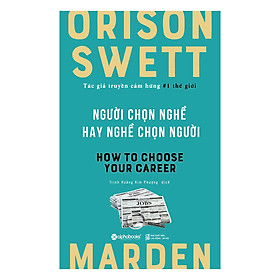 ORISON
SWETT
Tác giả truyền cảm hứng #1 thế giới
NGƯỜI CHỌN NGHỀ
HAY NGHỀ CHỌN NGƯỜI
HOW TO CHOOSE
YOUR CAREER
Trịnh Hoàng Kim Phượng dịch
JOBS
alphabooks
MARDEN